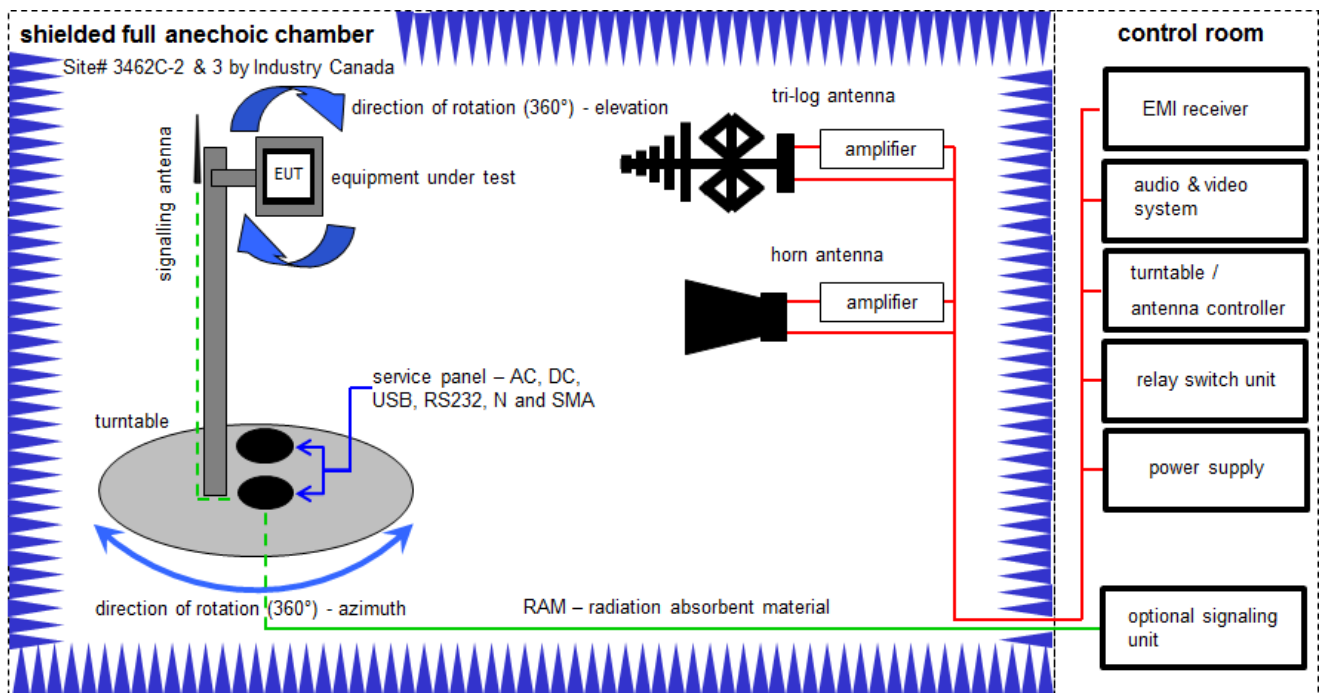 shielded full anechoic chamber
Site# 3462C-2 & 3 by Industry Canada
direction of rotation (360°) - elevation
signalling antenna
EUT
equipment under test
tri-log antenna
amplifier
horn antenna
amplifier
service panel – AC, DC,
USB, RS232, N and SMA
turntable
direction of rotation (360°) - azimuth
RAM – radiation absorbent material
control room
EMI receiver
audio & video
system
turntable /
antenna controller
relay switch unit
power supply
optional signaling
unit